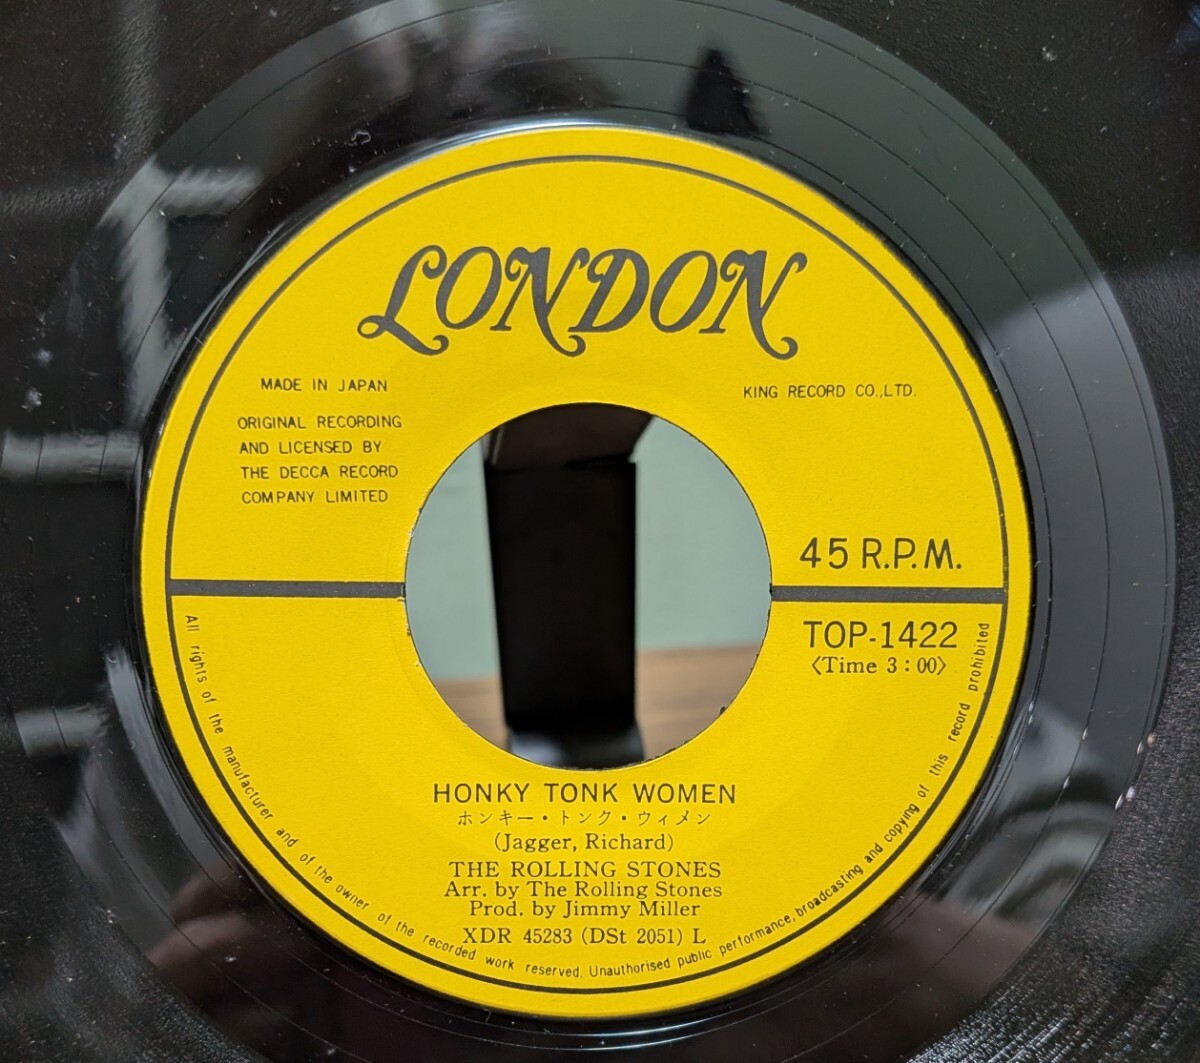 LONDON
MADE IN JAPAN
KING RECORD CO.,LTD.
ORIGINAL RECORDING
AND LICENSED BY
THE DECCA RECORD
COMPANY LIMITED
45 R.P.M.
TOP-1422
〈Time 3 : 00〉
HONKY TONK WOMEN
ホンキー・トンク・ウィメン
(Jagger, Richard)
THE ROLLING STONES
Arr. by The Rolling Stones
Prod. by Jimmy Miller
XDR 45283 (DSt 2051) L
All rights of the manufacturer and of the owner of the recorded work reserved. Unauthorised public performance, broadcasting and copying of this record prohibited